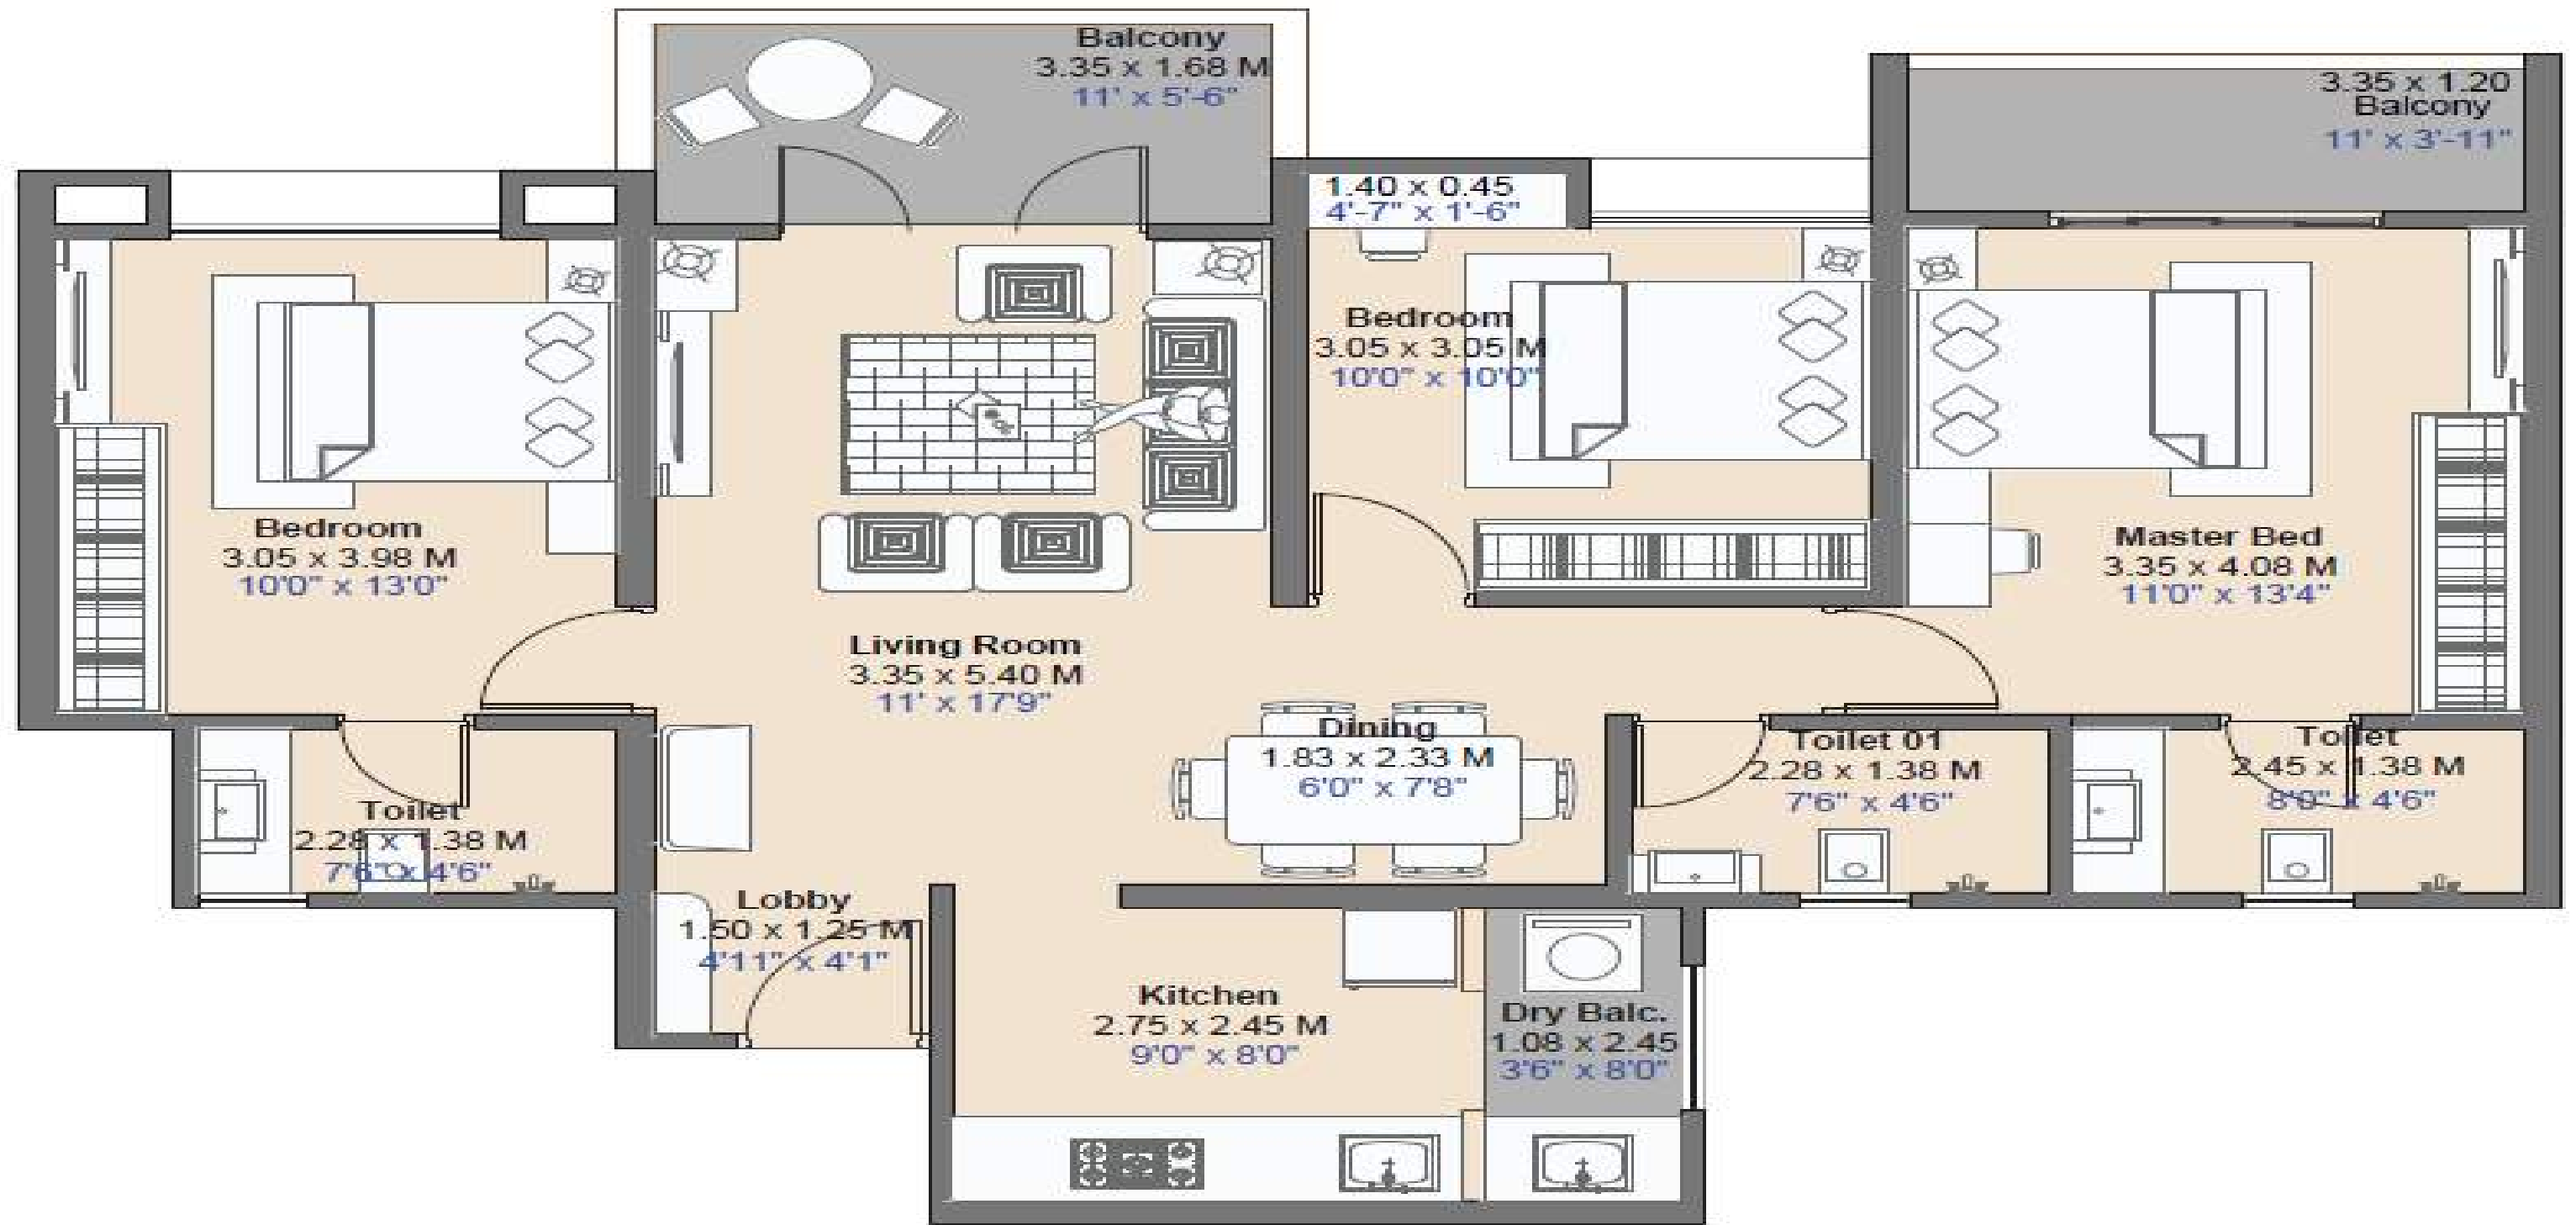 Balcony
3.35 x 1.68 M
11' x 5'-6"
3.35 x 1.20
Balcony
11' x 3'-11"
1.40 x 0.45
4'-7" x 1'-6"
Bedroom
3.05 x 3.05 M
10'0" x 10'0"
Bedroom
3.05 x 3.98 M
10'0" x 13'0"
Master Bed
3.35 x 4.08 M
11'0" x 13'4"
Living Room
3.35 x 5.40 M
11' x 17'9"
Dining
1.83 x 2.33 M
6'0" x 7'8"
Toilet 01
2.28 x 1.38 M
7'6" x 4'6"
Toilet
2.45 x 1.38 M
8'0" x 4'6"
Toilet
2.28 x 1.38 M
7'6" x 4'6"
Lobby
1.50 x 1.25 M
4'11" x 4'1"
Kitchen
2.75 x 2.45 M
9'0" x 8'0"
Dry Balc.
1.08 x 2.45
3'6" x 8'0"